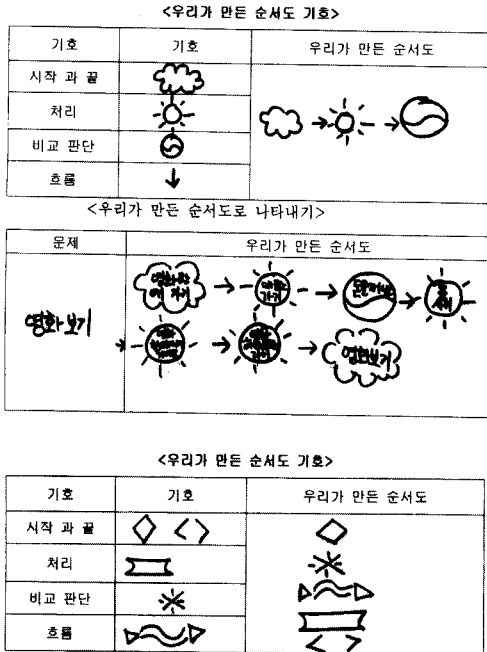 <우리가 만든 순서도 기호>
기호 기호 우리가 만든 순서도
시작 과 끝
처리
비교 판단
흐름
<우리가 만든 순서도로 나타내기>
문제 우리가 만든 순서도
영화 보기
가기
영화보기
<우리가 만든 순서도 기호>
기호 기호 우리가 만든 순서도
시작 과 끝
처리
비교 판단
흐름